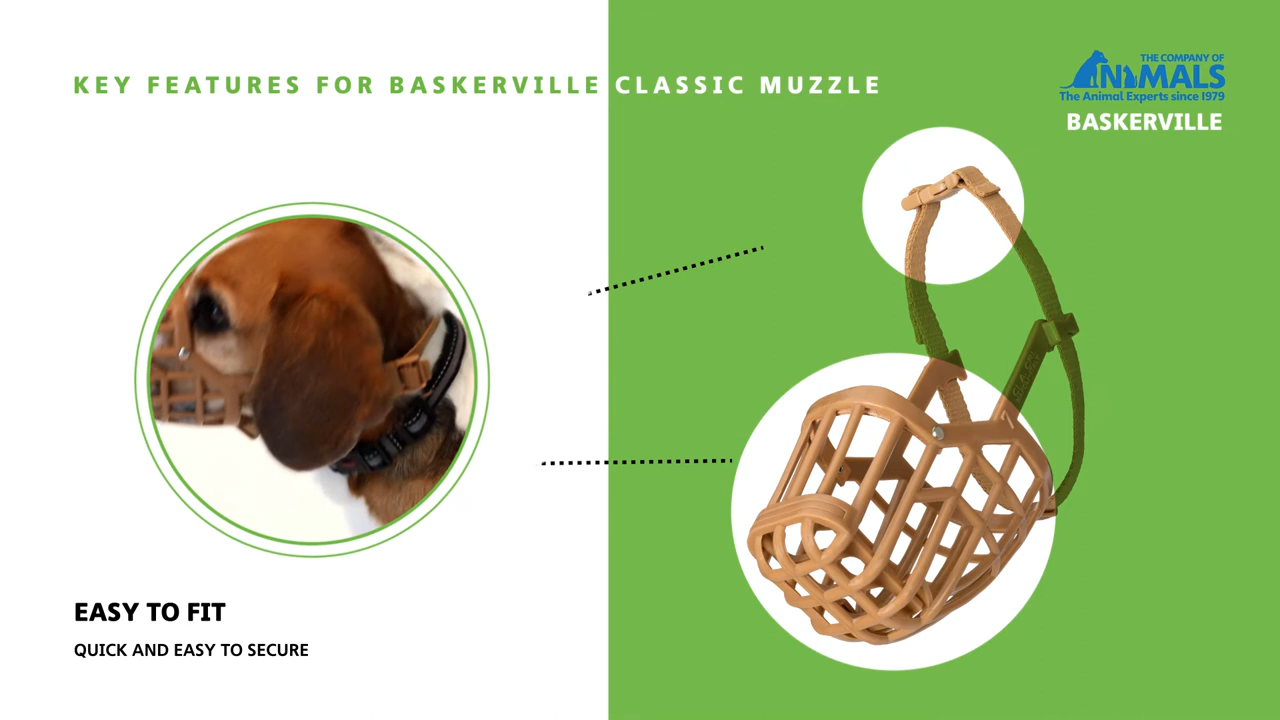 KEY FEATURES FOR BASKERVILLE CLASSIC MUZZLE
THE COMPANY OF
ANIMALS
The Animal Experts since 1979
BASKERVILLE
EASY TO FIT
QUICK AND EASY TO SECURE